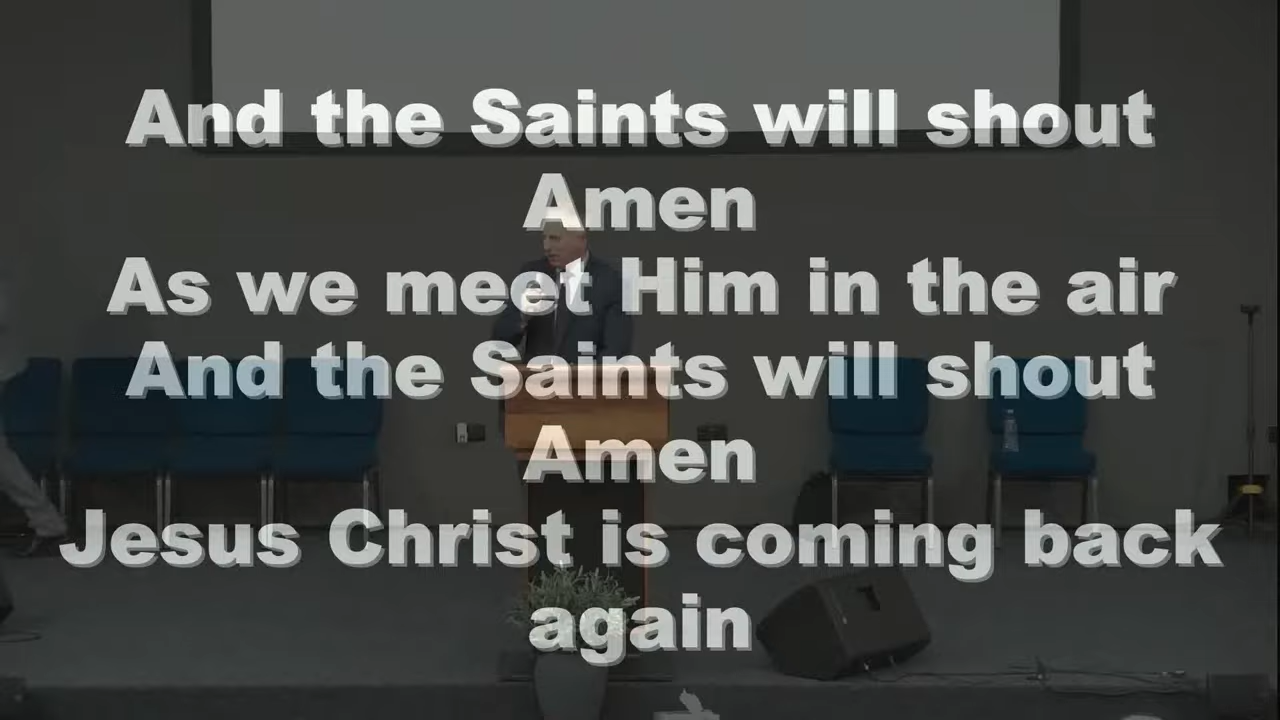 And the Saints will shout
Amen
As we meet Him in the air
And the Saints will shout
Amen
Jesus Christ is coming back
again